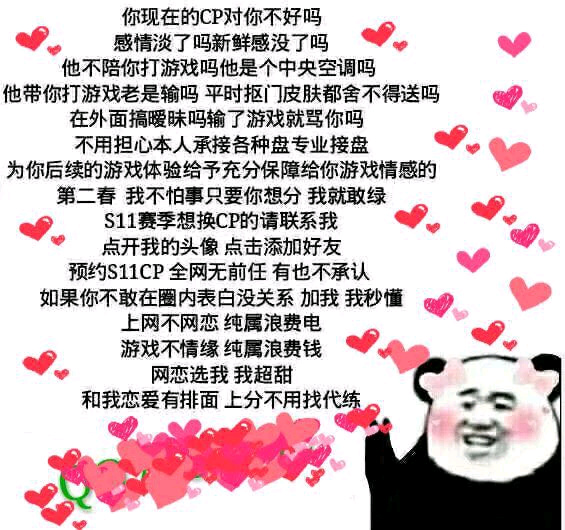 你现在的CP对你不好吗
感情淡了吗新鲜感没了吗
他不陪你打游戏吗他是个中央空调吗
他带你打游戏老是输吗 平时抠门皮肤都舍不得送吗
在外面搞暧昧吗输了游戏就骂你吗
不用担心本人承接各种盘专业接盘
为你后续的游戏体验给予充分保障给你游戏情感的
第二春 我不怕事只要你想分 我就敢绿
S11赛季想换CP的请联系我
点开我的头像 点击添加好友
预约S11CP 全网无前任 有也不承认
如果你不敢在圈内表白没关系 加我 我秒懂
上网不网恋 纯属浪费电
游戏不情缘 纯属浪费钱
网恋选我 我超甜
和我恋爱有排面 上分不用找代练